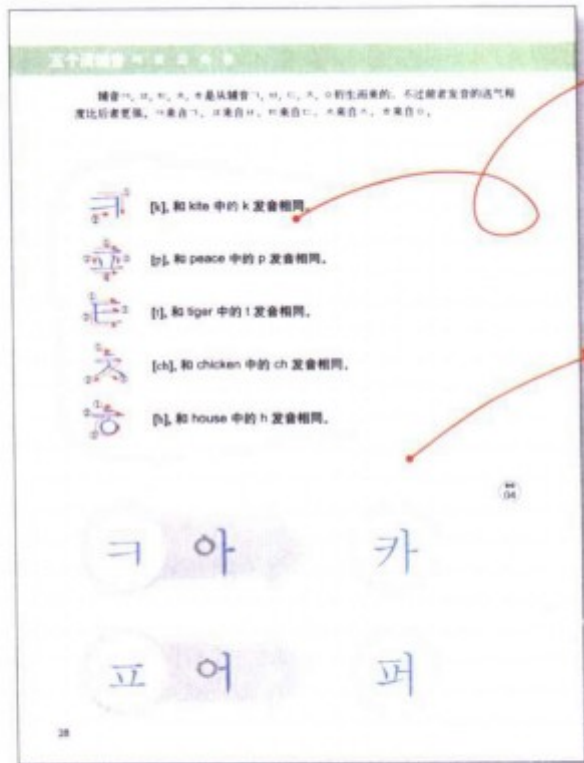 五个送气辅音 ㅋ ㅍ ㅌ ㅊ ㅎ
辅音ㅋ, ㅍ, ㅌ, ㅊ, ㅎ是从辅音ㄱ, ㅂ, ㄷ, ㅈ, ㅇ衍生而来的, 不过前者发音的送气程
度比后者更强。ㅋ来自ㄱ、ㅍ来自ㅂ、ㅌ来自ㄷ、ㅊ来自ㅈ、ㅎ来自ㅇ。
ㅋ [k], 和 kite 中的 k 发音相同。
ㅍ [p], 和 peace 中的 p 发音相同。
ㅌ [t], 和 tiger 中的 t 发音相同。
ㅊ [ch], 和 chicken 中的 ch 发音相同。
ㅎ [h], 和 house 中的 h 发音相同。
04
ㅋ 아 카
ㅍ 어 퍼
28